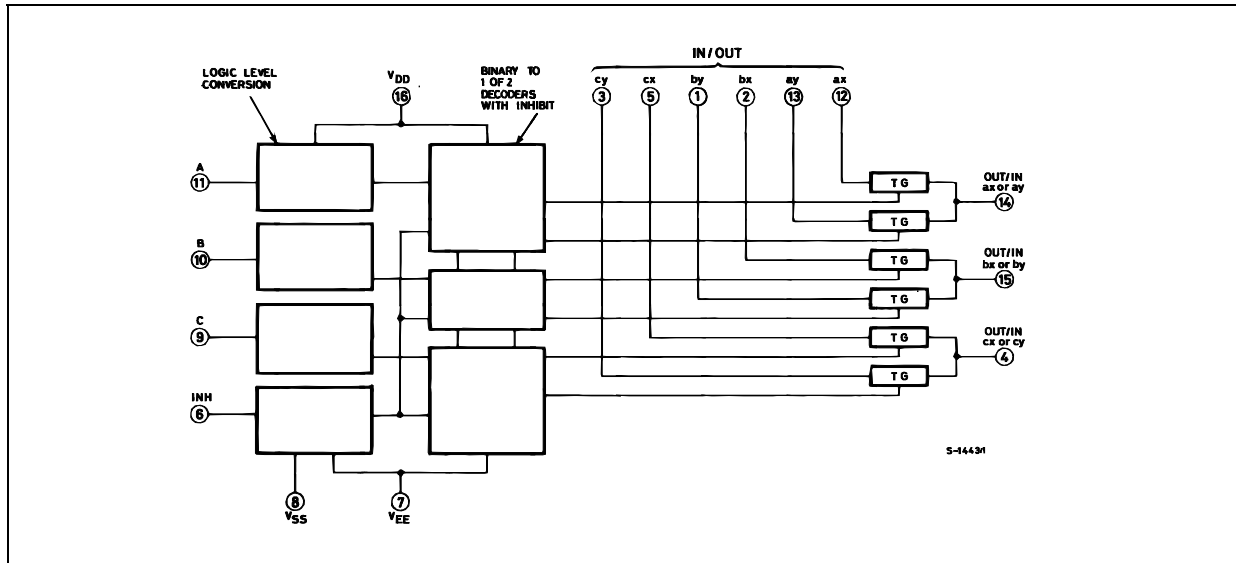 LOGIC LEVEL
CONVERSION
VDD
16
BINARY TO
1 OF 2
DECODERS
WITH INHIBIT
IN/OUT
cy
3
cx
5
by
1
bx
2
ay
13
ax
12
A
11
B
10
C
9
INH
6
8
VSS
7
VEE
TG
TG
TG
TG
TG
TG
OUT/IN
ax or ay
14
OUT/IN
bx or by
15
OUT/IN
cx or cy
4
S-1443/1